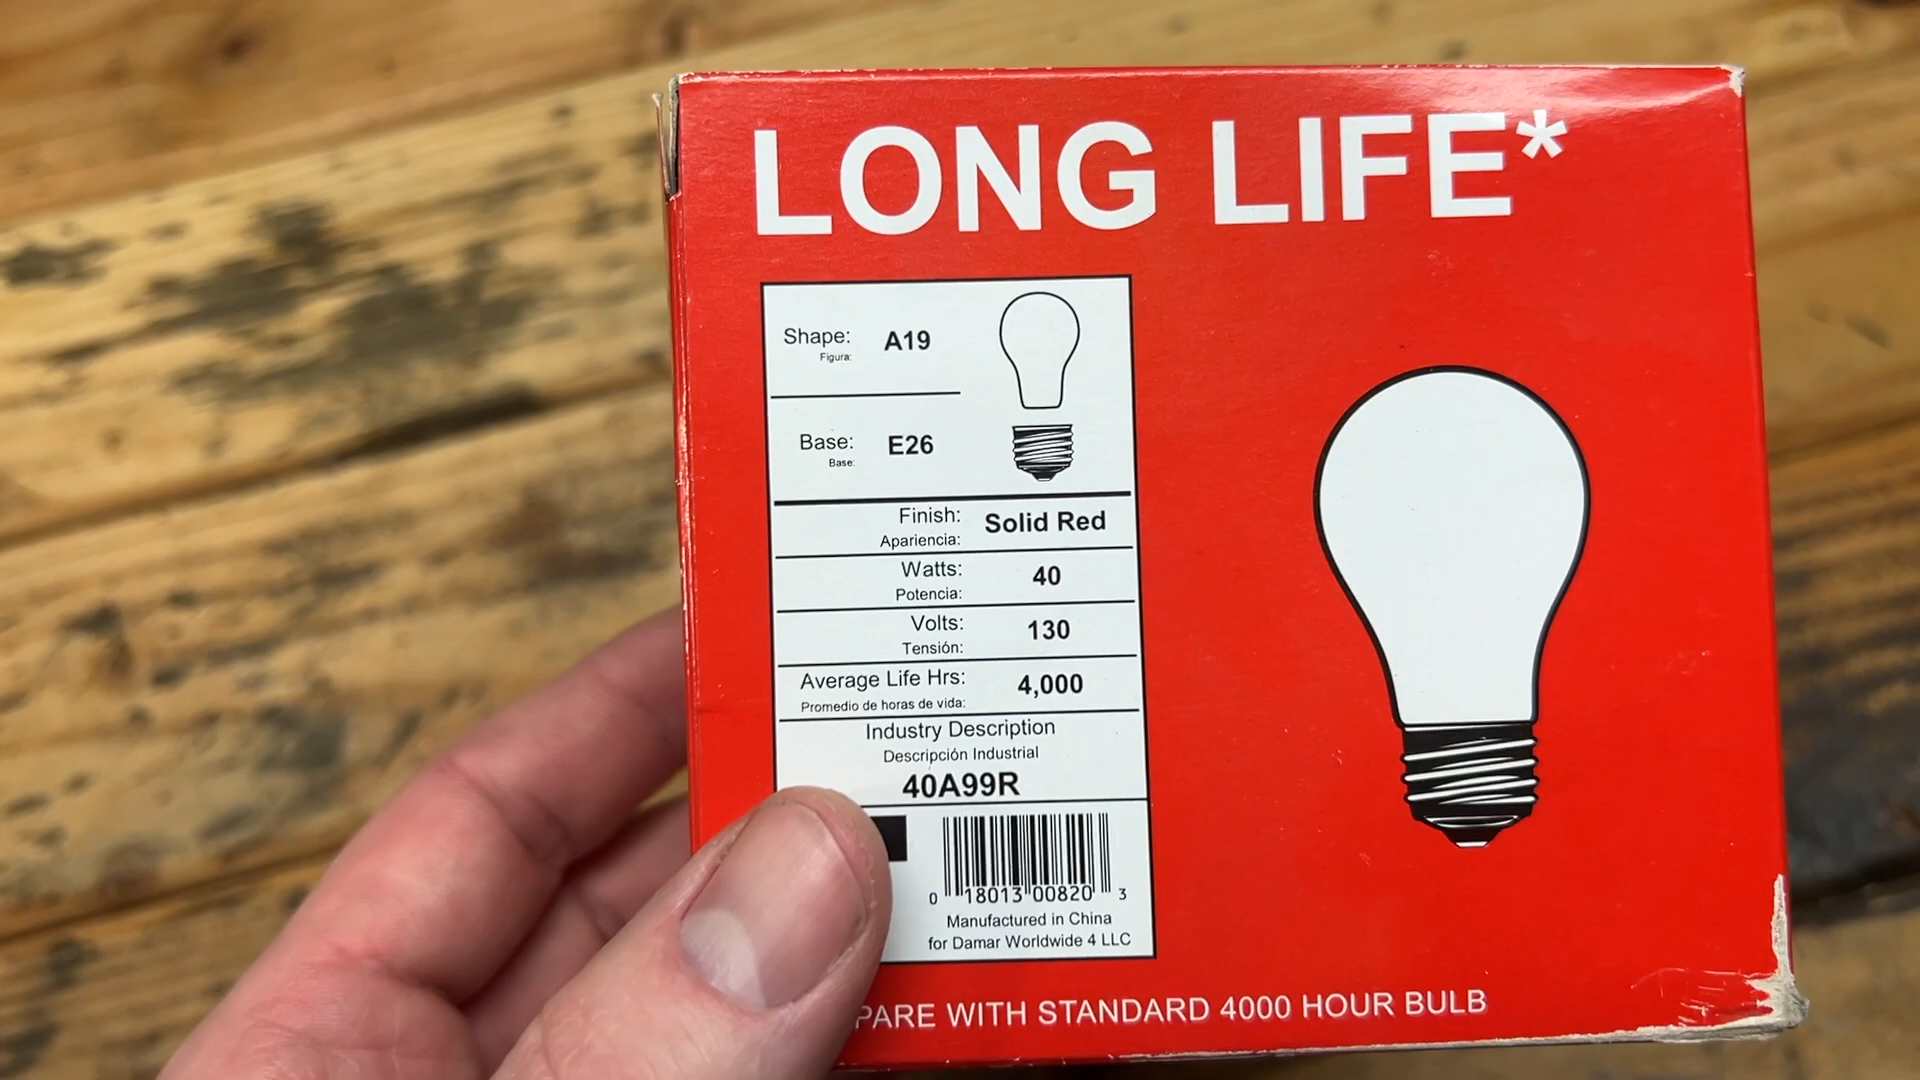 LONG LIFE*
Shape: A19
Figura:
Base: E26
Base:
Finish: Solid Red
Apariencia:
Watts: 40
Potencia:
Volts: 130
Tensión:
Average Life Hrs: 4,000
Promedio de horas de vida:
Industry Description
Descripción Industrial
40A99R
0 18013 00820 3
Manufactured in China
for Damar Worldwide 4 LLC
WITH STANDARD 4000 HOUR BULB